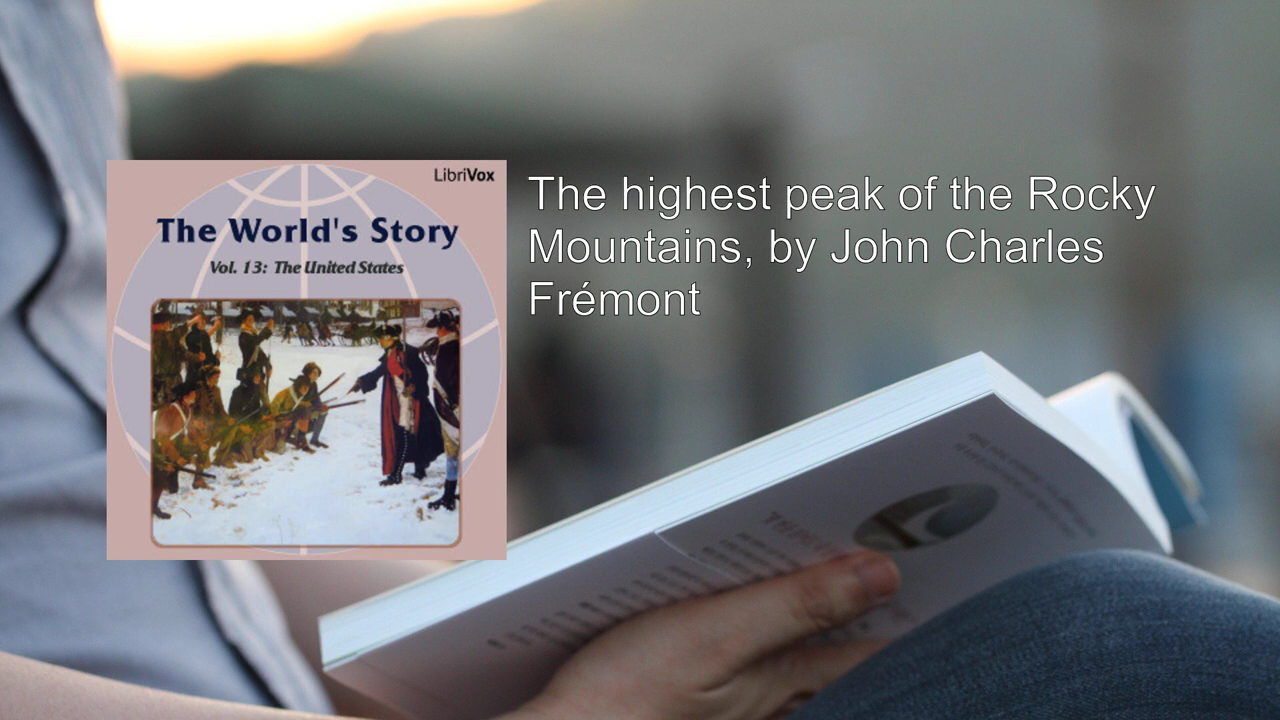 LibriVox
The World's Story
Vol. 13: The United States
The highest peak of the Rocky
Mountains, by John Charles
Frémont